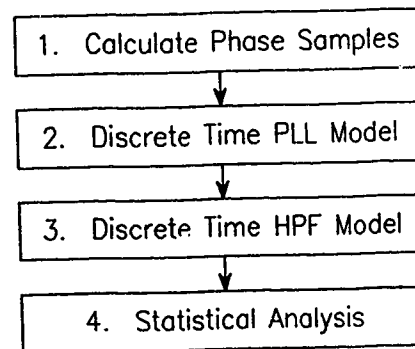 1. Calculate Phase Samples
2. Discrete Time PLL Model
3. Discrete Time HPF Model
4. Statistical Analysis